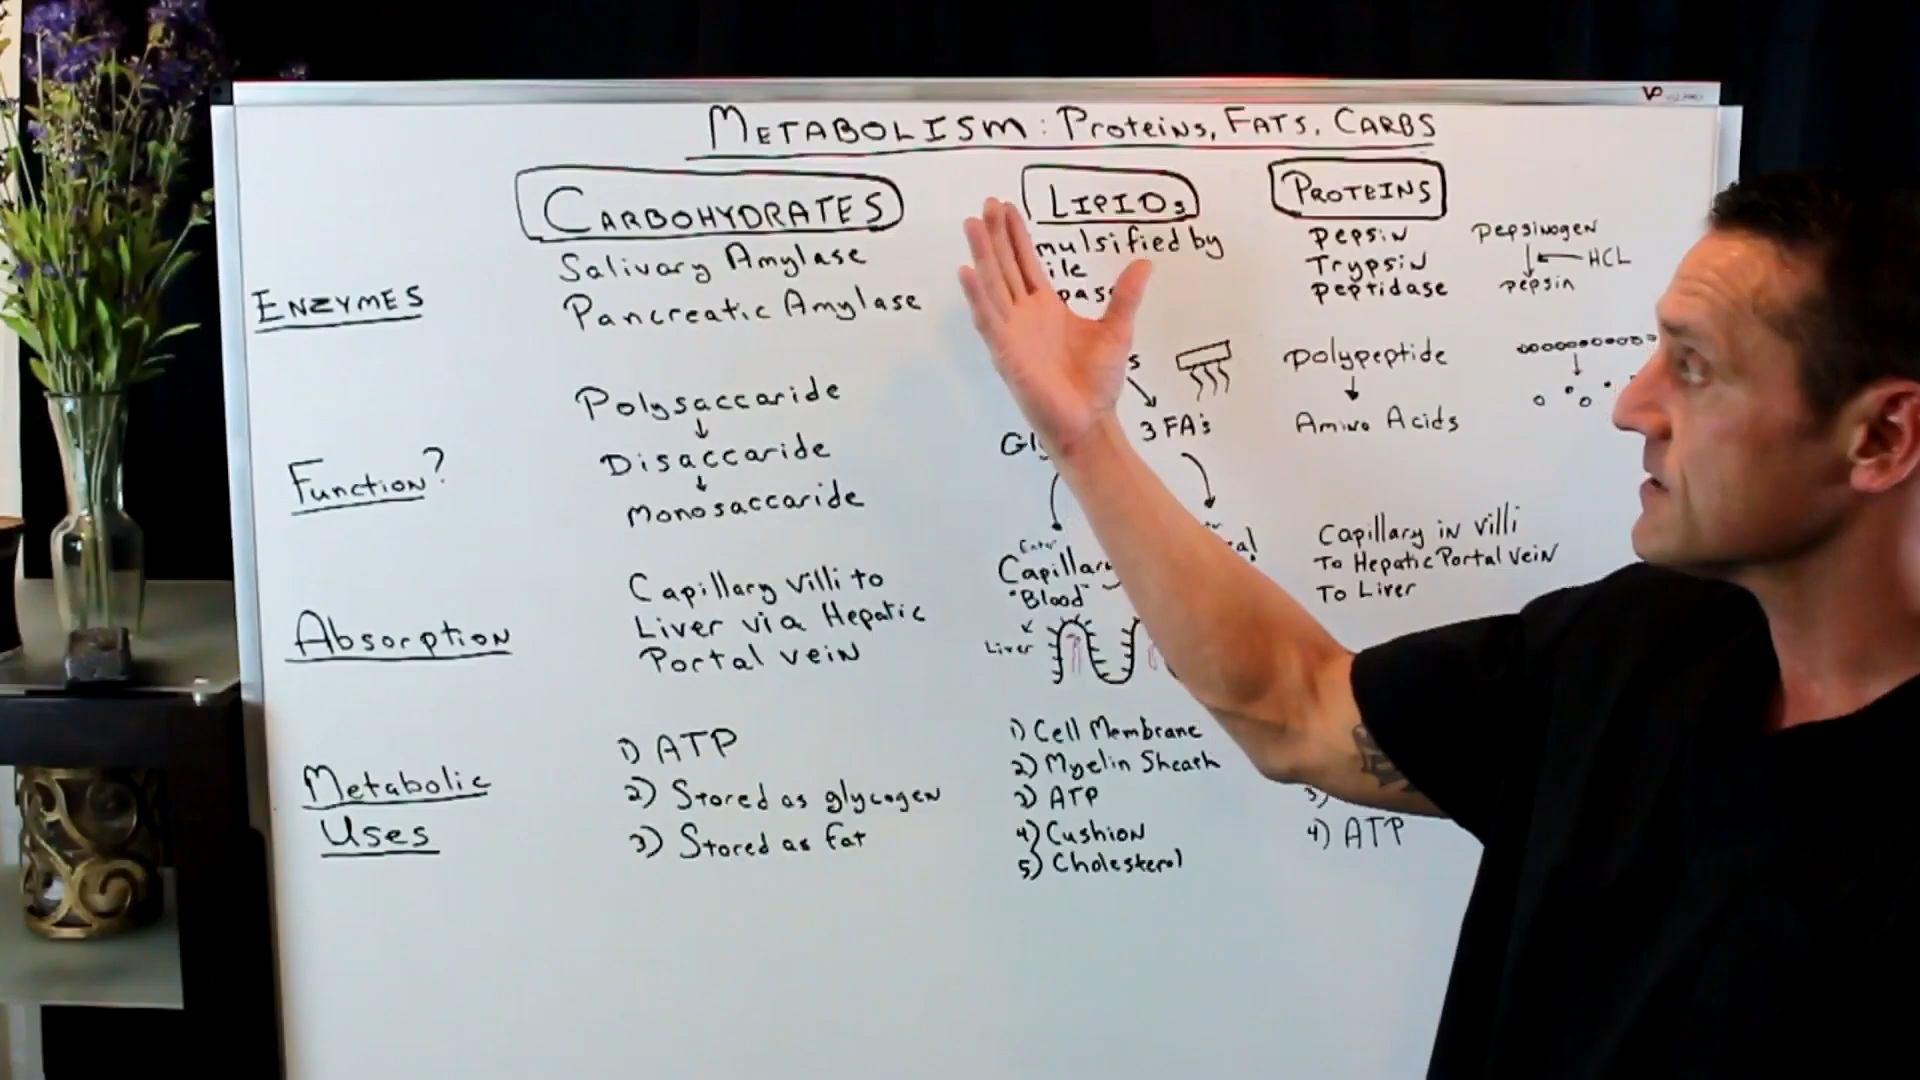 METABOLISM: Proteins, FATS, CARBS
CARBOHYDRATES
Salivary Amylase
Pancreatic Amylase
LIPIDs
mulsified by
ile
pas
PROTEINS
Pepsin
Trypsin
Peptidase
Pepsinogen
HCL
Pepsin
ENZYMES
Polysaccaride
Disaccaride
Monosaccaride
3 FA's
Polypeptide
Amino Acids
Function?
Capillary villi to
Liver via Hepatic
Portal vein
Enter
Capillary
"Blood"
Liver
Capillary in villi
To Hepatic Portal vein
To Liver
Absorption
1) ATP
2) Stored as glycogen
3) Stored as fat
1) Cell Membrane
2) Myelin Sheath
3) ATP
4) Cushion
5) Cholesterol
3)
4) ATP
Metabolic
Uses